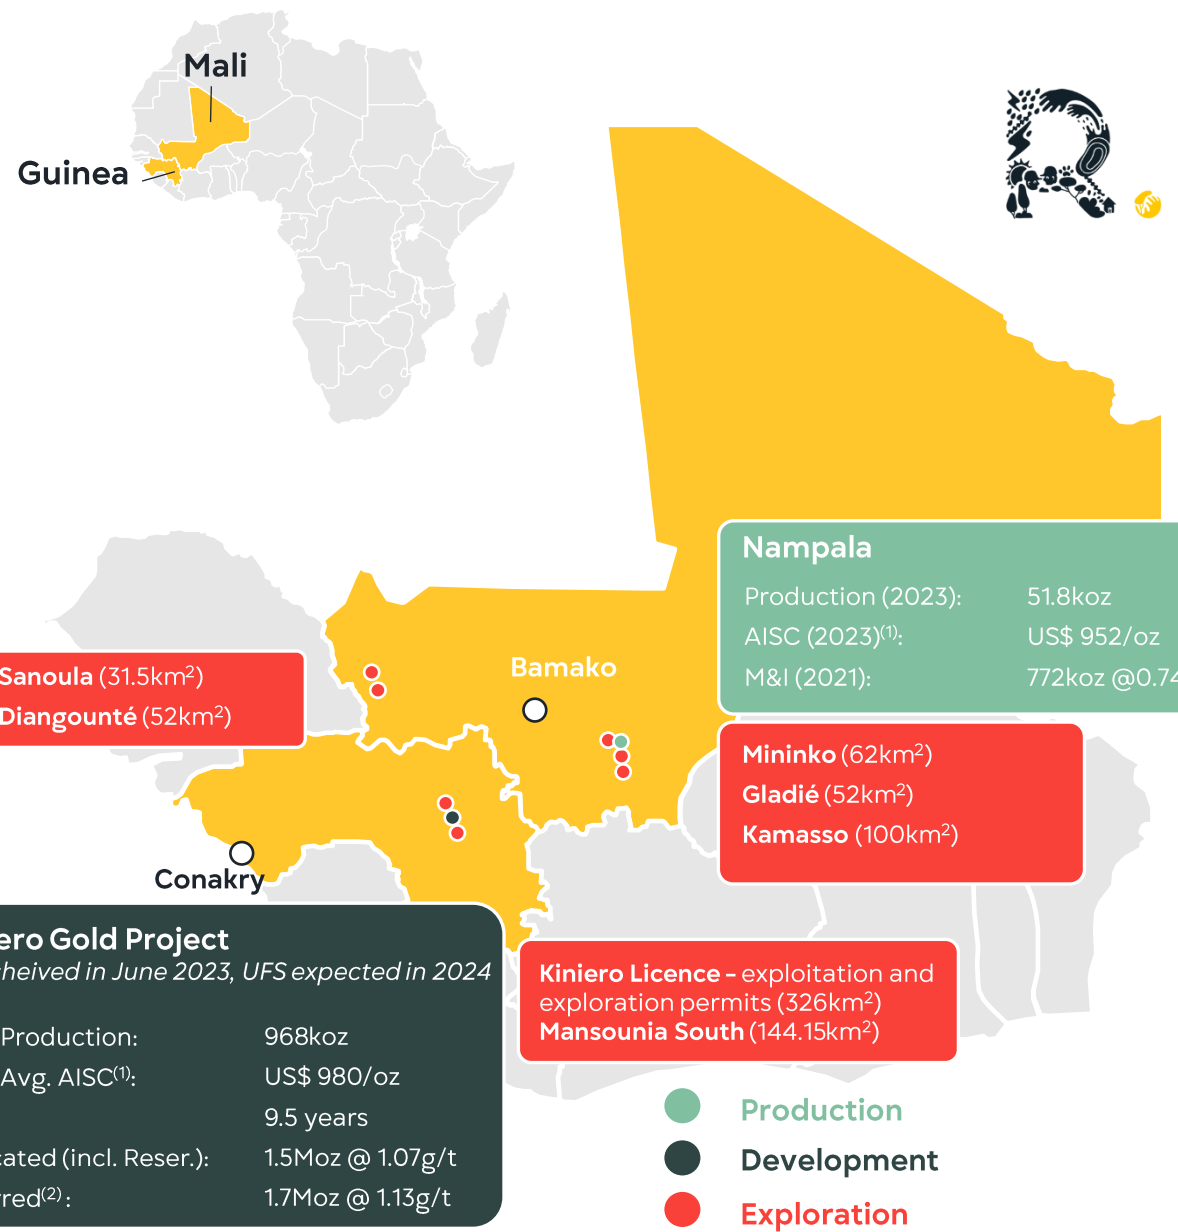 Mali
Guinea
Nampala
Production (2023): 51.8koz
AISC (2023)(1): US$ 952/oz
M&I (2021): 772koz @0.74
Sanoula (31.5km²)
Diangounté (52km²)
Bamako
Mininko (62km²)
Gladié (52km²)
Kamasso (100km²)
Conakry
ero Gold Project
cheived in June 2023, UFS expected in 2024
Production: 968koz
Avg. AISC(1): US$ 980/oz
9.5 years
cated (incl. Reser.): 1.5Moz @ 1.07g/t
rred(2): 1.7Moz @ 1.13g/t
Kiniero Licence – exploitation and
exploration permits (326km²)
Mansounia South (144.15km²)
Production
Development
Exploration